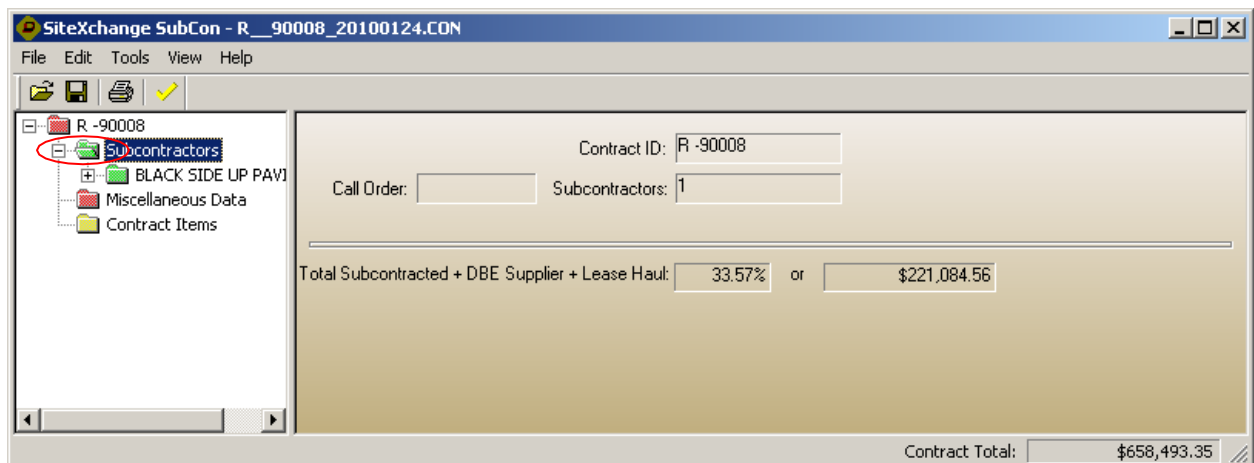 SiteXchange SubCon - R__90008_20100124.CON
File Edit Tools View Help
R -90008
Subcontractors
BLACK SIDE UP PAVI
Miscellaneous Data
Contract Items
Contract ID: R -90008
Call Order: Subcontractors: 1
Total Subcontracted + DBE Supplier + Lease Haul: 33.57% or $221,084.56
Contract Total: $658,493.35